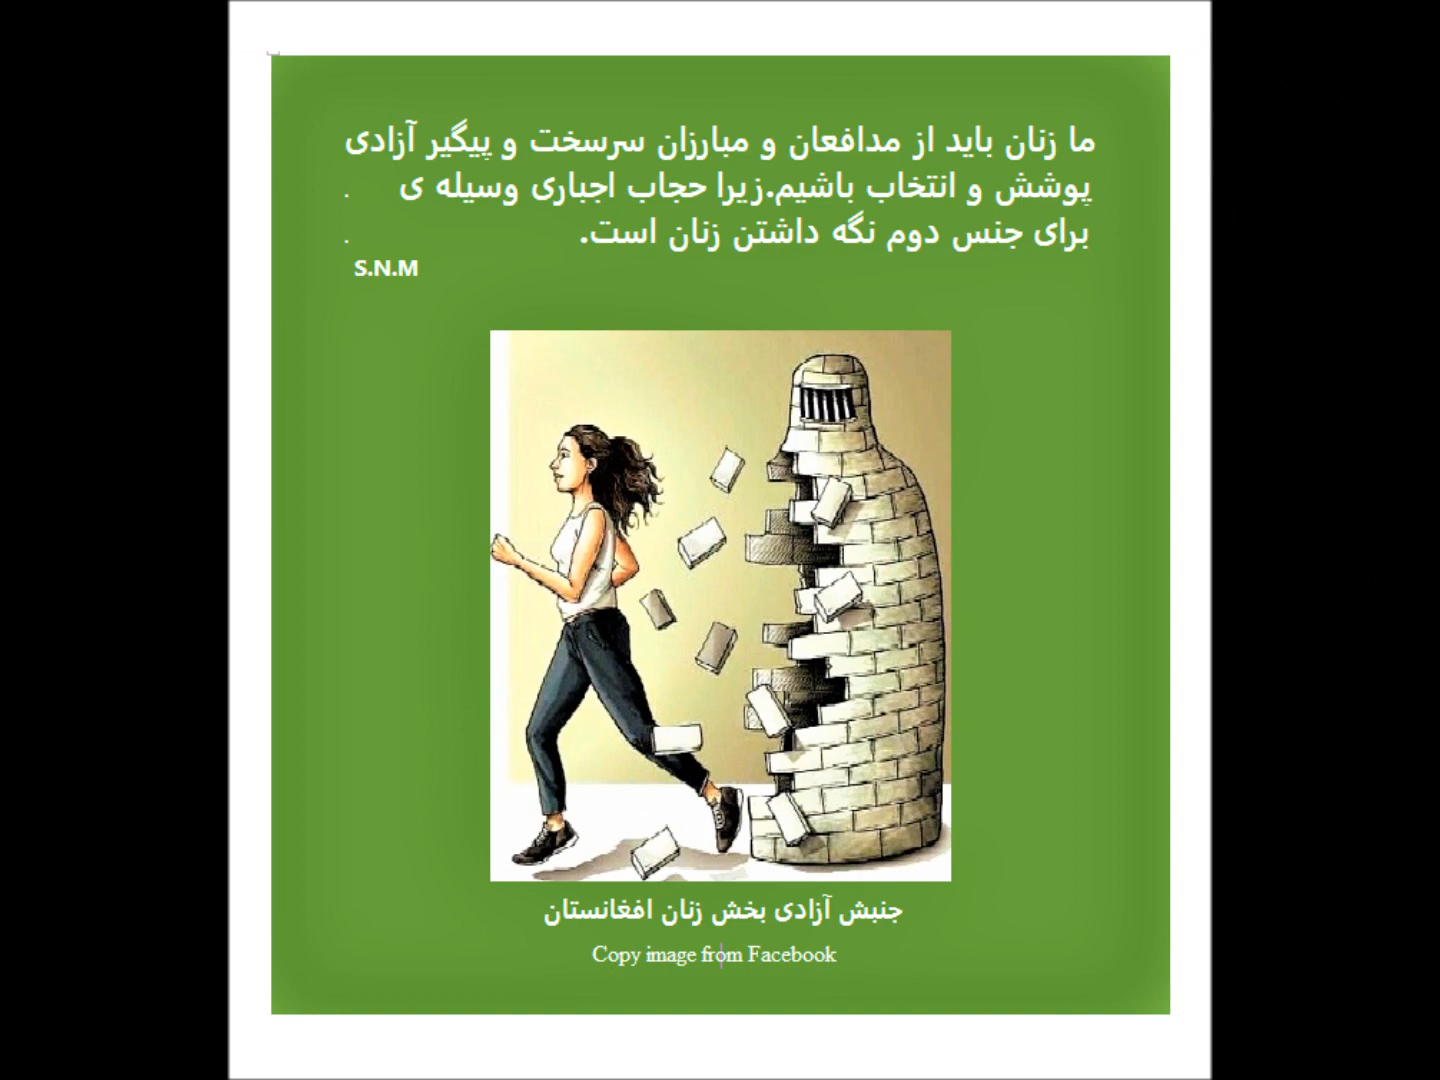 ما زنان باید از مدافعان و مبارزان سرسخت و پیگیر آزادی
پوشش و انتخاب باشیم.زیرا حجاب اجباری وسیله ی .
برای جنس دوم نگه داشتن زنان است. .
S.N.M
جنبش آزادی بخش زنان افغانستان
Copy image from Facebook